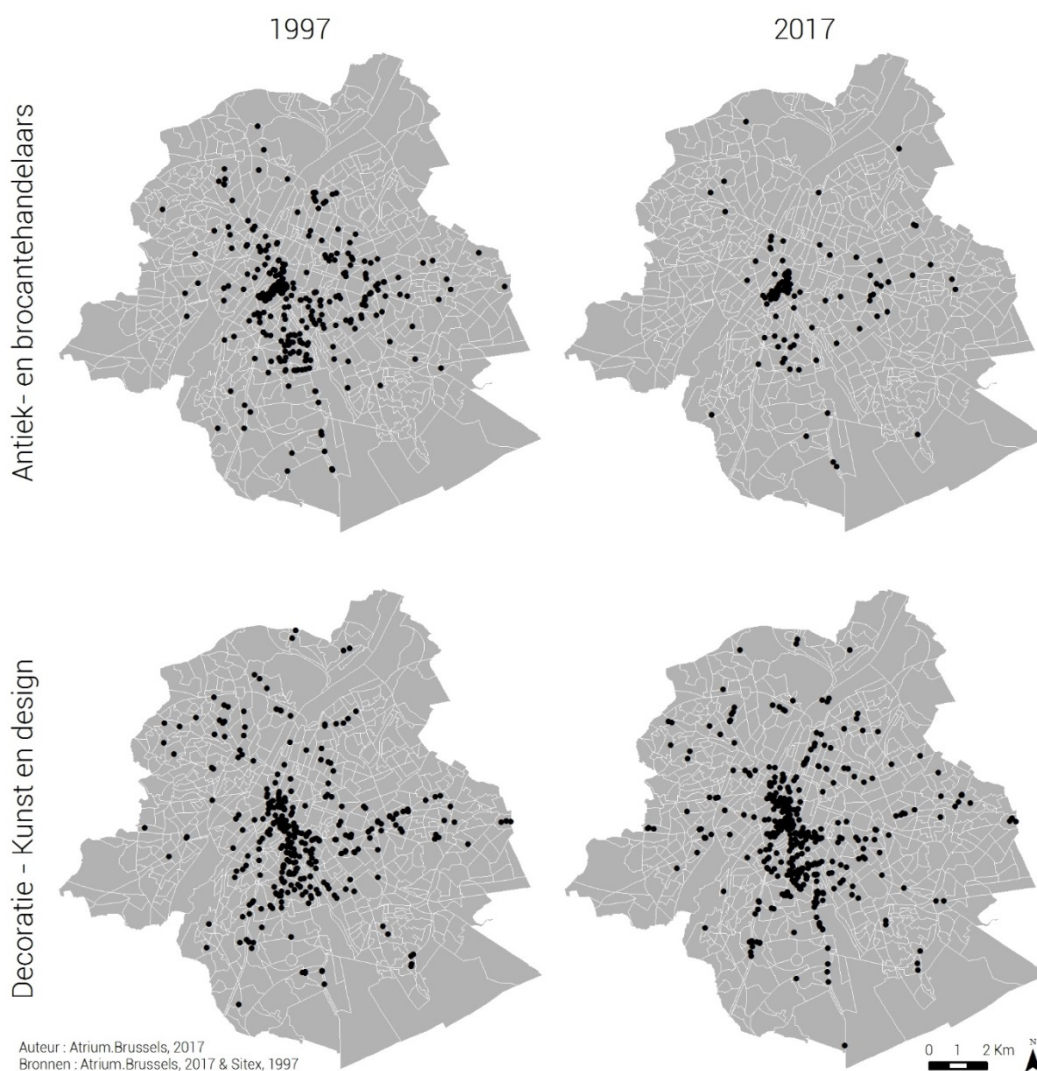 1997
2017
Antiek- en brocantehandelaars
Decoratie - Kunst en design
Auteur : Atrium.Brussels, 2017
Bronnen : Atrium.Brussels, 2017 & Sitex, 1997
0 1 2 Km
N